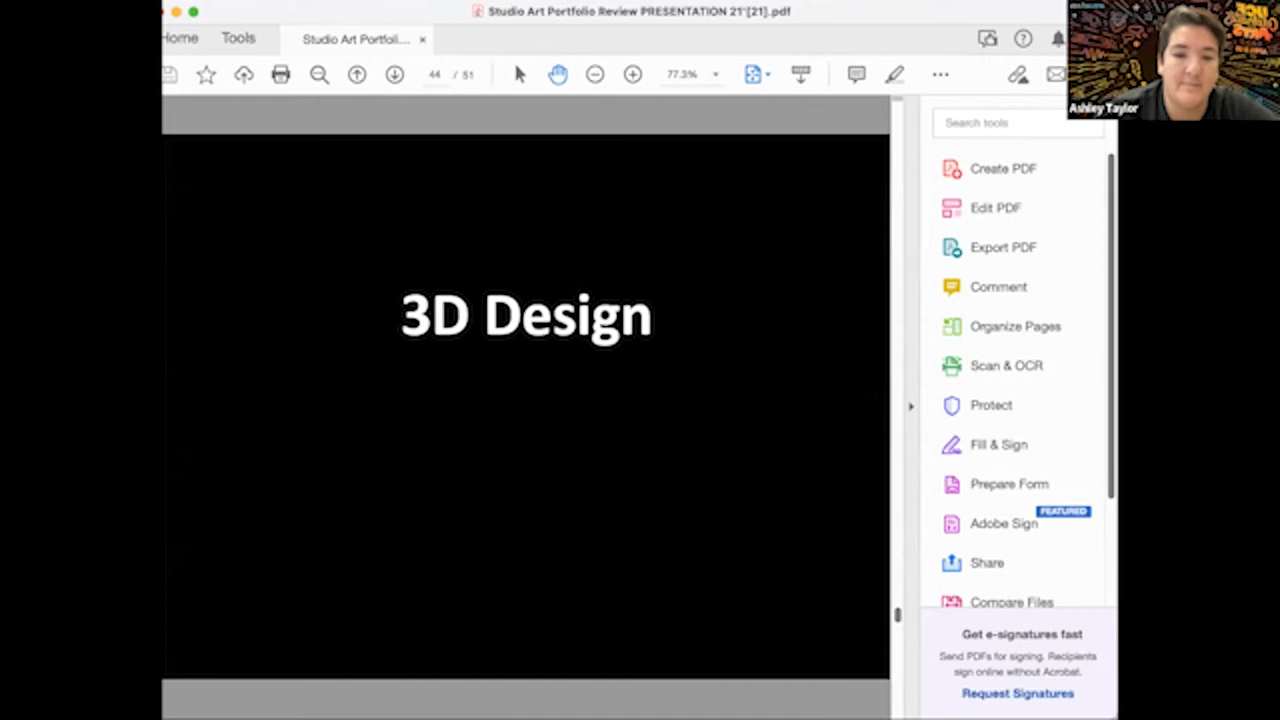 Studio Art Portfolio Review PRESENTATION 21'[21].pdf
Home Tools Studio Art Portfoli... ×
44 / 51 77.3%
3D Design
Search tools
Create PDF
Edit PDF
Export PDF
Comment
Organize Pages
Scan & OCR
Protect
Fill & Sign
Prepare Form
FEATURED
Adobe Sign
Share
Compare Files
Get e-signatures fast
Send PDFs for signing. Recipients
sign online without Acrobat.
Request Signatures
Ashley Taylor